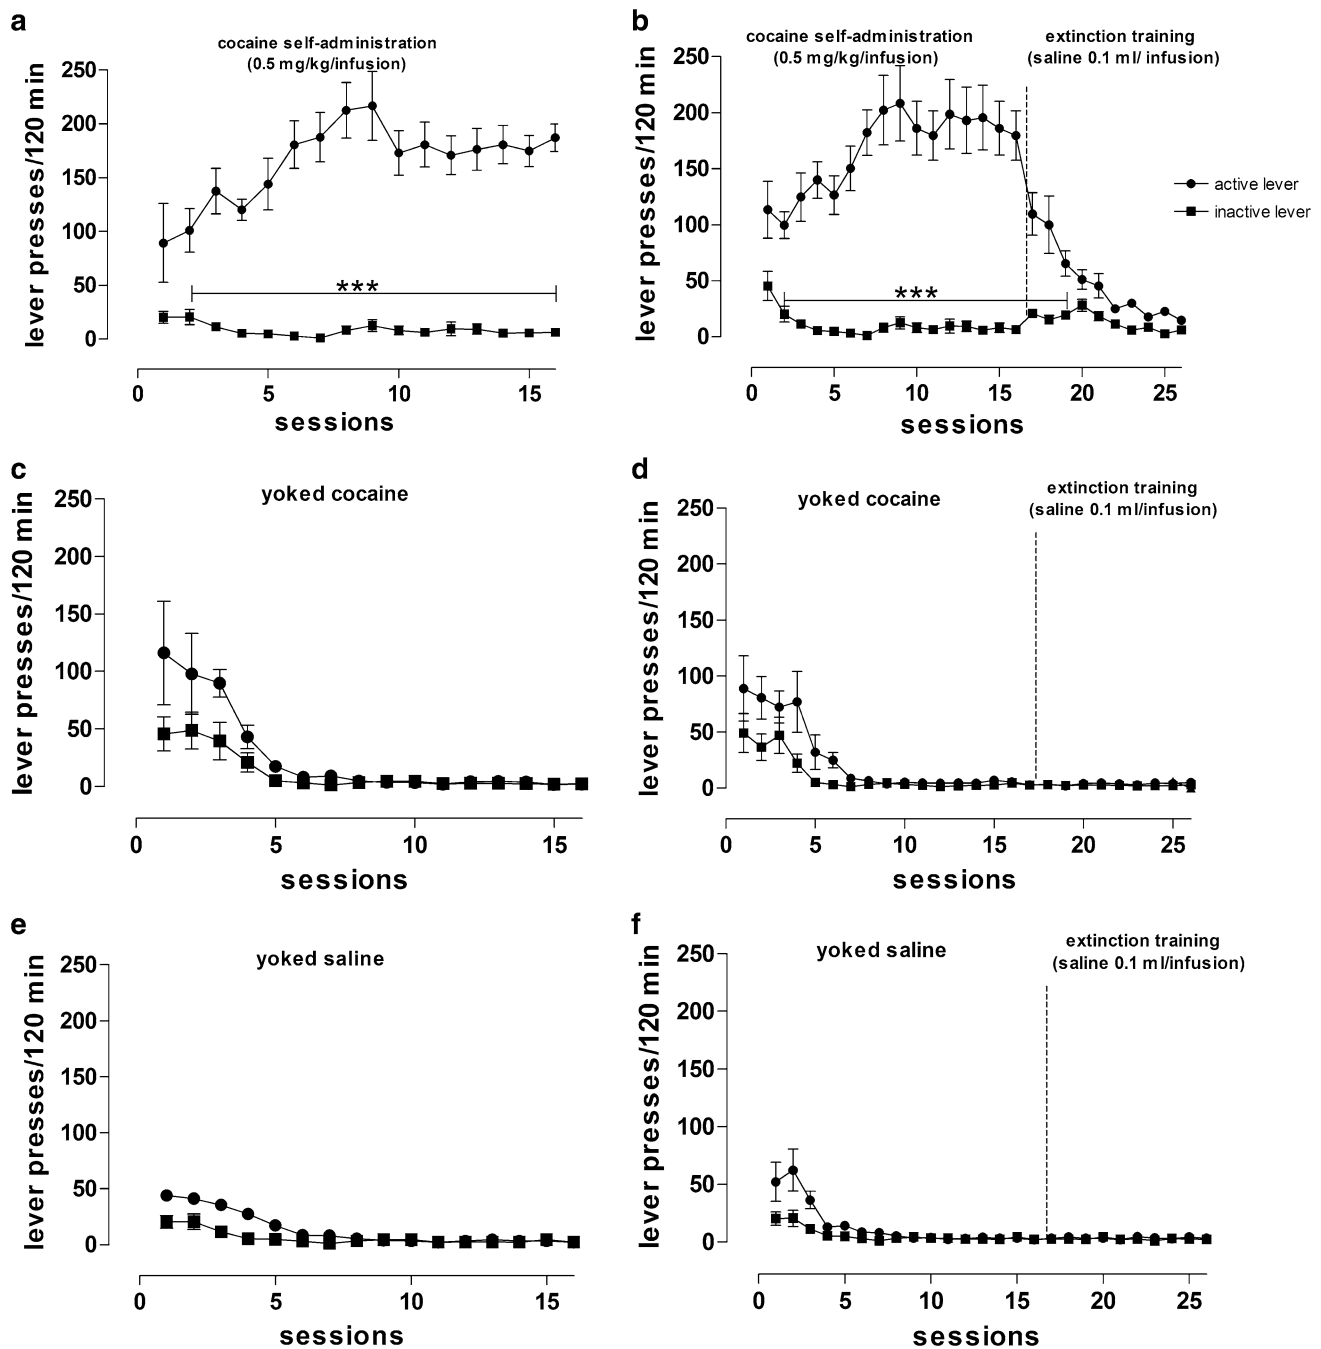 a
cocaine self-administration
(0.5 mg/kg/infusion)
lever presses/120 min
250
200
150
100
50
0
***
0 5 10 15
sessions
b
cocaine self-administration
(0.5 mg/kg/infusion)
extinction training
(saline 0.1 ml/ infusion)
lever presses/120 min
250
200
150
100
50
0
***
0 5 10 15 20 25
sessions
active lever
inactive lever
c
yoked cocaine
lever presses/120 min
250
200
150
100
50
0
0 5 10 15
sessions
d
yoked cocaine
extinction training
(saline 0.1 ml/infusion)
lever presses/120 min
250
200
150
100
50
0
0 5 10 15 20 25
sessions
e
yoked saline
lever presses/120 min
250
200
150
100
50
0
0 5 10 15
sessions
f
yoked saline
extinction training
(saline 0.1 ml/infusion)
lever presses/120 min
250
200
150
100
50
0
0 5 10 15 20 25
sessions